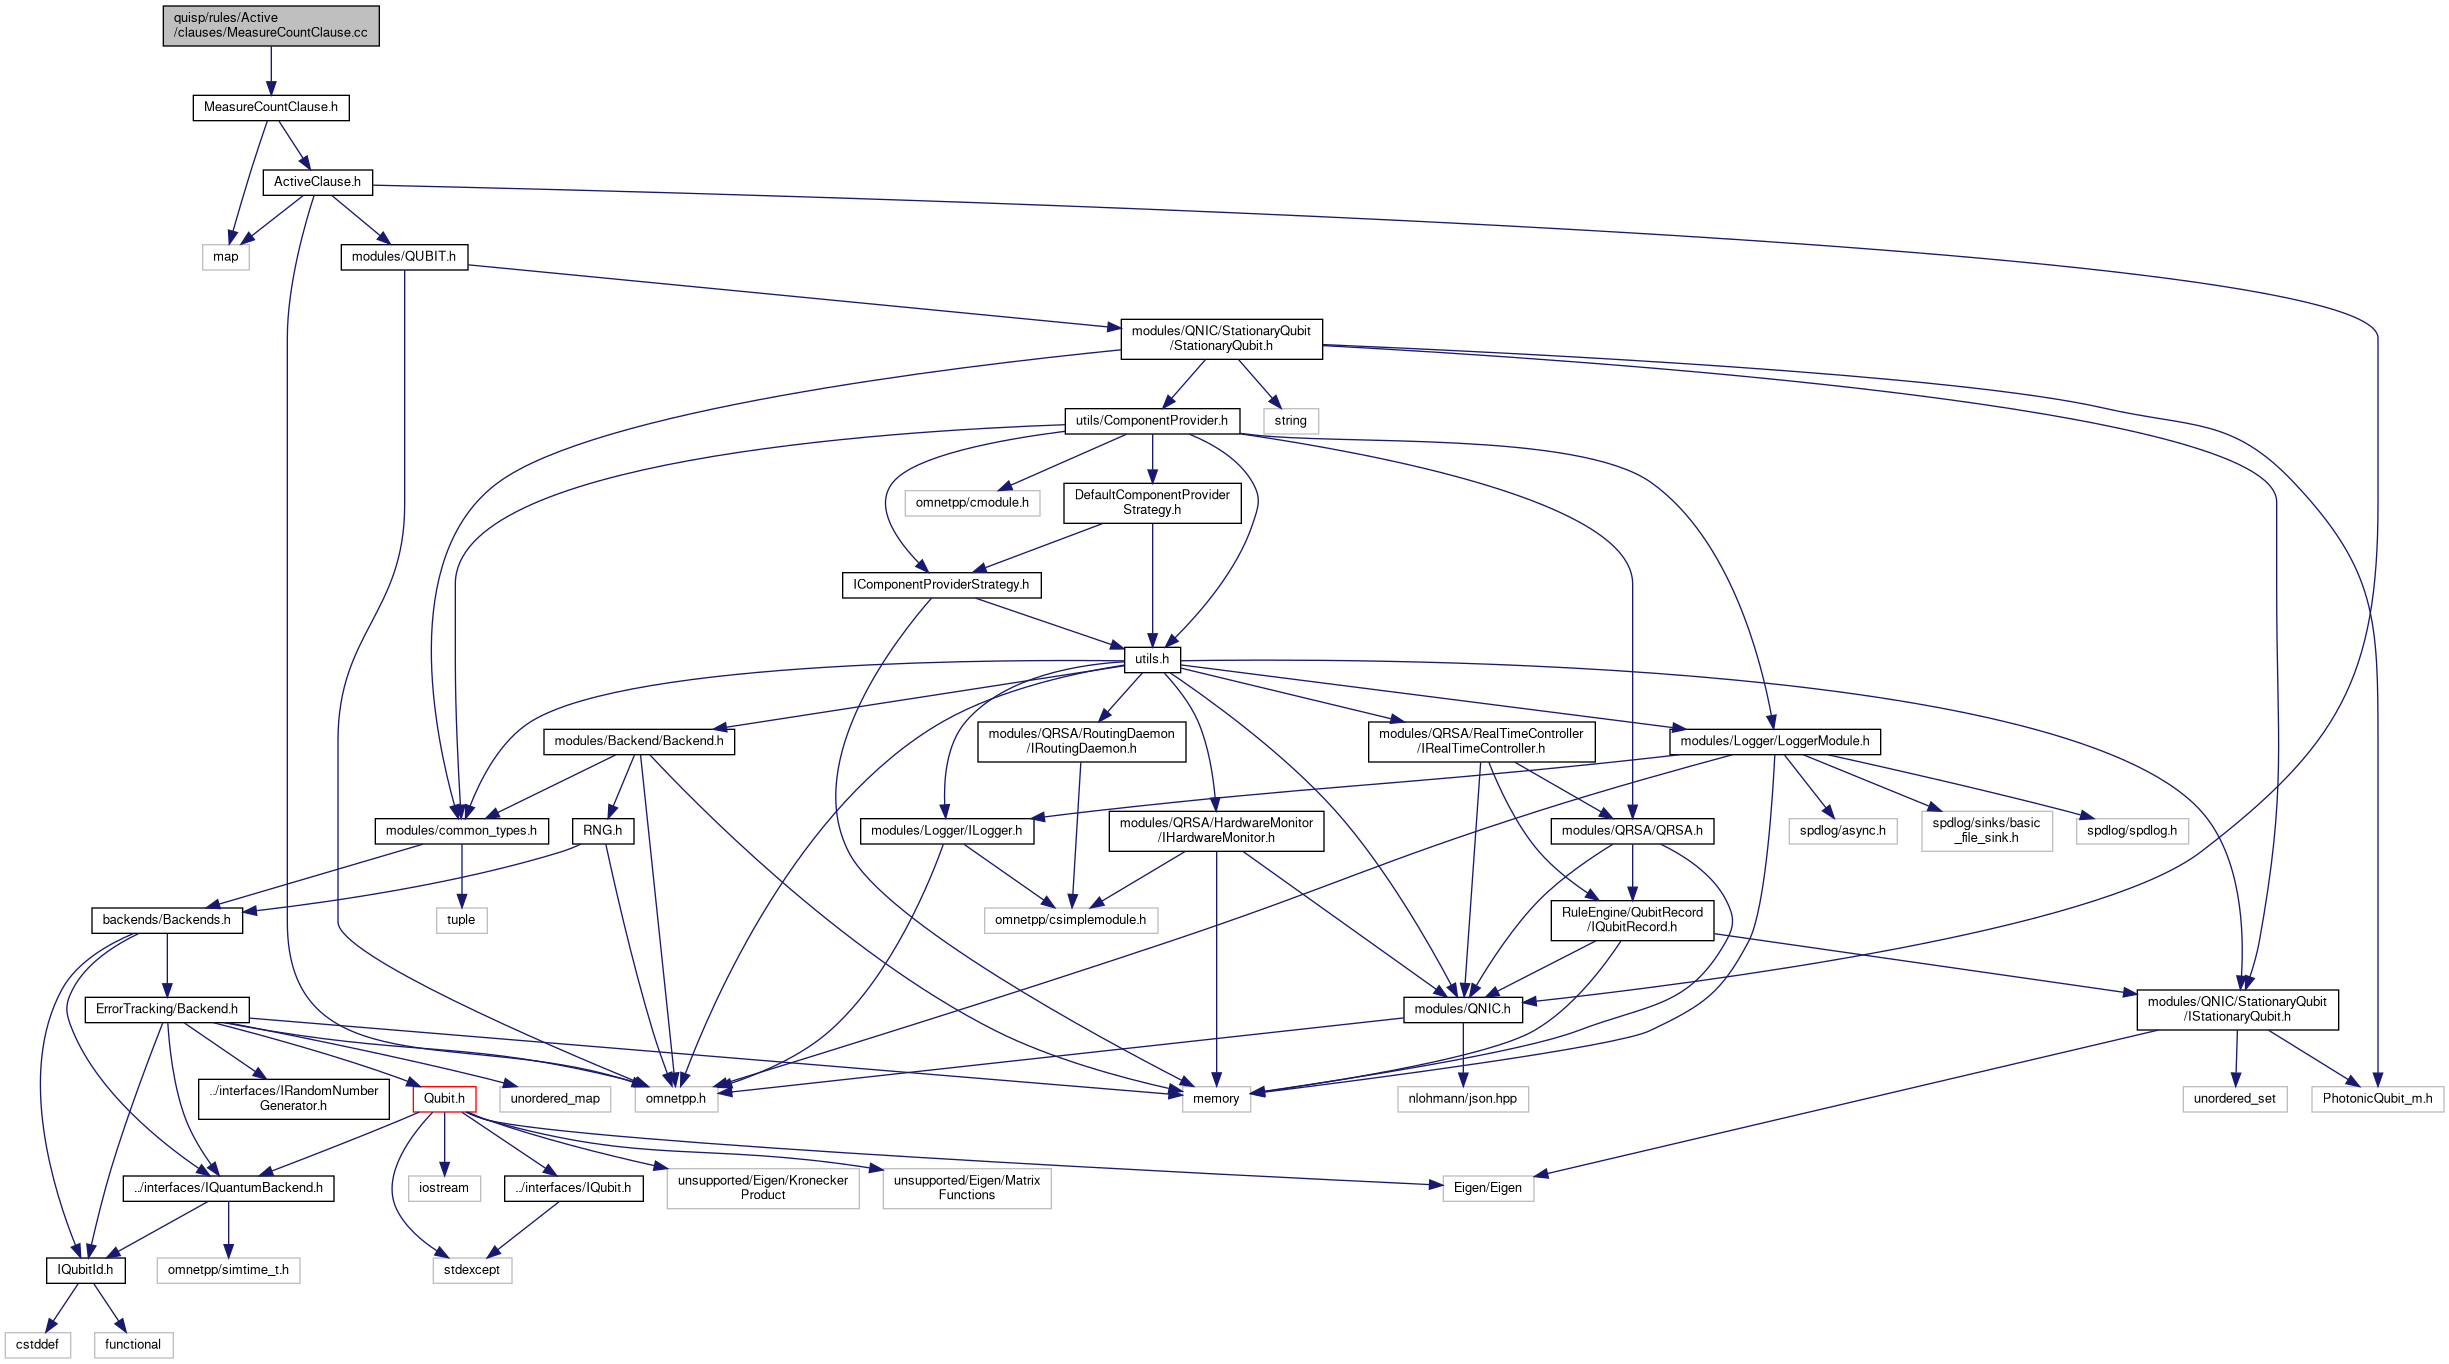 quisp/rules/Active
/clauses/MeasureCountClause.cc
MeasureCountClause.h
ActiveClause.h
map
modules/QUBIT.h
modules/QNIC/StationaryQubit
/StationaryQubit.h
utils/ComponentProvider.h
string
omnetpp/cmodule.h
DefaultComponentProvider
Strategy.h
IComponentProviderStrategy.h
utils.h
modules/Backend/Backend.h
modules/QRSA/RoutingDaemon
/IRoutingDaemon.h
modules/QRSA/RealTimeController
/IRealTimeController.h
modules/Logger/LoggerModule.h
modules/common_types.h
RNG.h
modules/Logger/ILogger.h
modules/QRSA/HardwareMonitor
/IHardwareMonitor.h
modules/QRSA/QRSA.h
spdlog/async.h
spdlog/sinks/basic
_file_sink.h
spdlog/spdlog.h
backends/Backends.h
tuple
omnetpp/csimplemodule.h
RuleEngine/QubitRecord
/IQubitRecord.h
ErrorTracking/Backend.h
modules/QNIC.h
modules/QNIC/StationaryQubit
/IStationaryQubit.h
../interfaces/IRandomNumber
Generator.h
Qubit.h
unordered_map
omnetpp.h
memory
nlohmann/json.hpp
unordered_set
PhotonicQubit_m.h
../interfaces/IQuantumBackend.h
iostream
../interfaces/IQubit.h
unsupported/Eigen/Kronecker
Product
unsupported/Eigen/Matrix
Functions
Eigen/Eigen
IQubitId.h
omnetpp/simtime_t.h
stdexcept
cstddef
functional